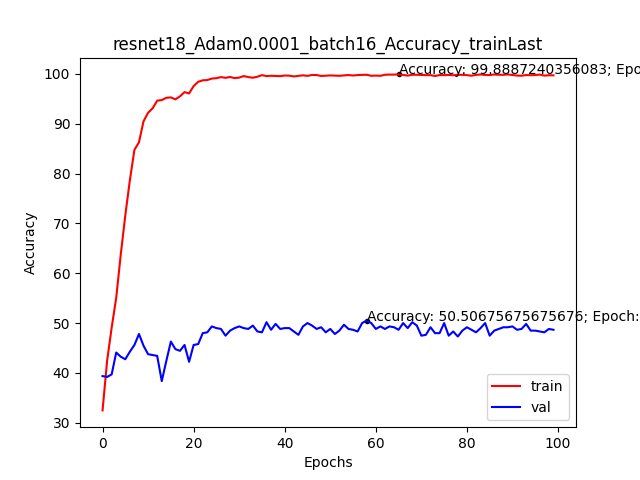 resnet18_Adam0.0001_batch16_Accuracy_trainLast
100
Accuracy: 99.8887240356083; Epo
90
80
70
Accuracy
60
50
Accuracy: 50.50675675675676; Epoch:
40
30
train
val
0
20
40
60
80
100
Epochs